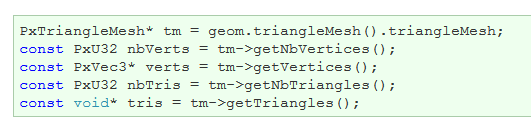 PxTriangleMesh* tm = geom.triangleMesh().triangleMesh;
const PxU32 nbVerts = tm->getNbVertices();
const PxVec3* verts = tm->getVertices();
const PxU32 nbTris = tm->getNbTriangles();
const void* tris = tm->getTriangles();